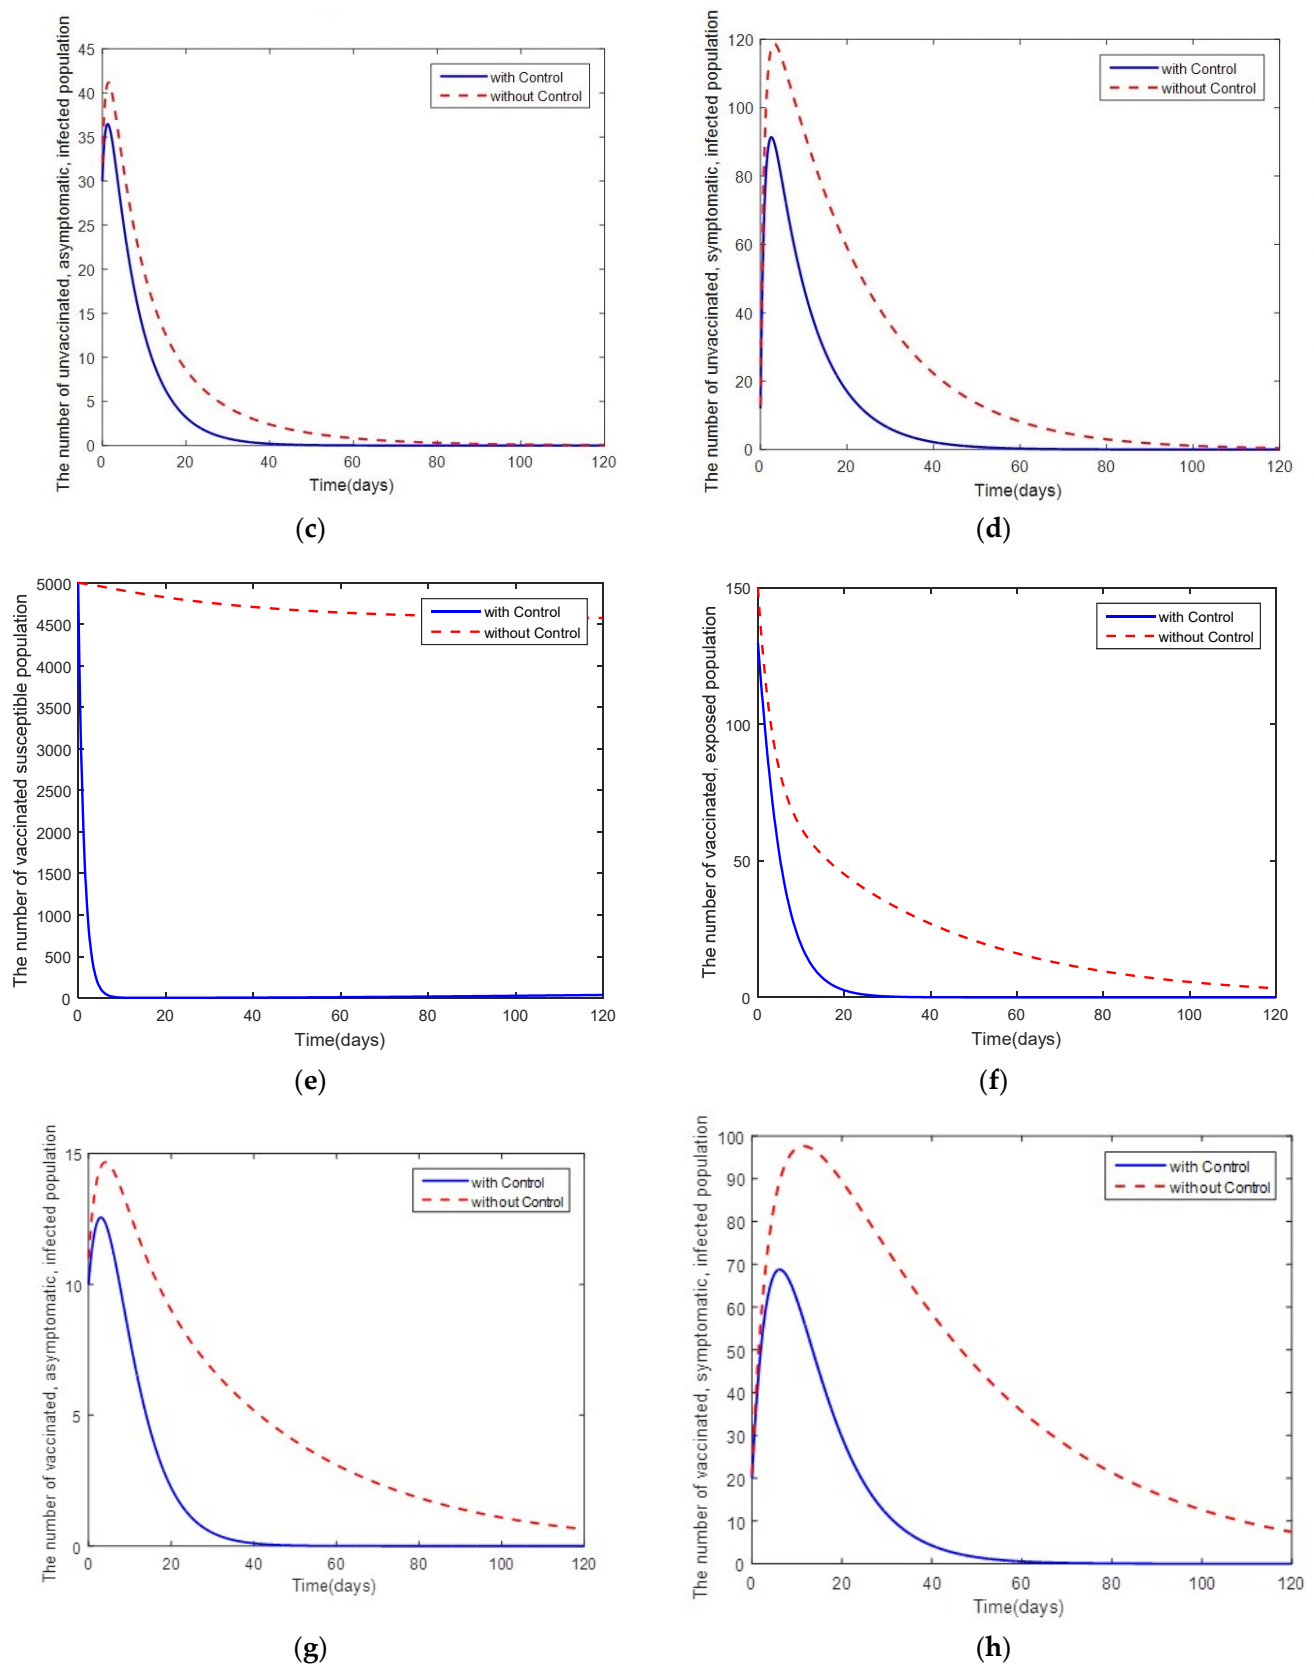 The number of unvaccinated, asymptomatic, infected population
45
40
35
30
25
20
15
10
5
0
0 20 40 60 80 100 120
Time(days)
with Control
without Control
(c)
The number of unvaccinated, symptomatic, infected population
120
100
80
60
40
20
0
0 20 40 60 80 100 120
Time(days)
with Control
without Control
(d)
The number of vaccinated susceptible population
5000
4500
4000
3500
3000
2500
2000
1500
1000
500
0
0 20 40 60 80 100 120
Time(days)
with Control
without Control
(e)
The number of vaccinated, exposed population
150
100
50
0
0 20 40 60 80 100 120
Time(days)
with Control
without Control
(f)
The number of vaccinated, asymptomatic, infected population
15
10
5
0
0 20 40 60 80 100 120
Time(days)
with Control
without Control
(g)
The number of vaccinated, symptomatic, infected population
100
90
80
70
60
50
40
30
20
10
0
0 20 40 60 80 100 120
Time(days)
with Control
without Control
(h)